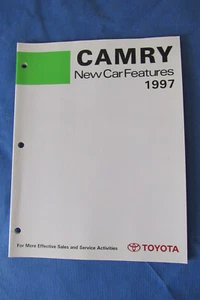 CAMRY
New Car Features
1997
For More Effective Sales and Service Activities
TOYOTA